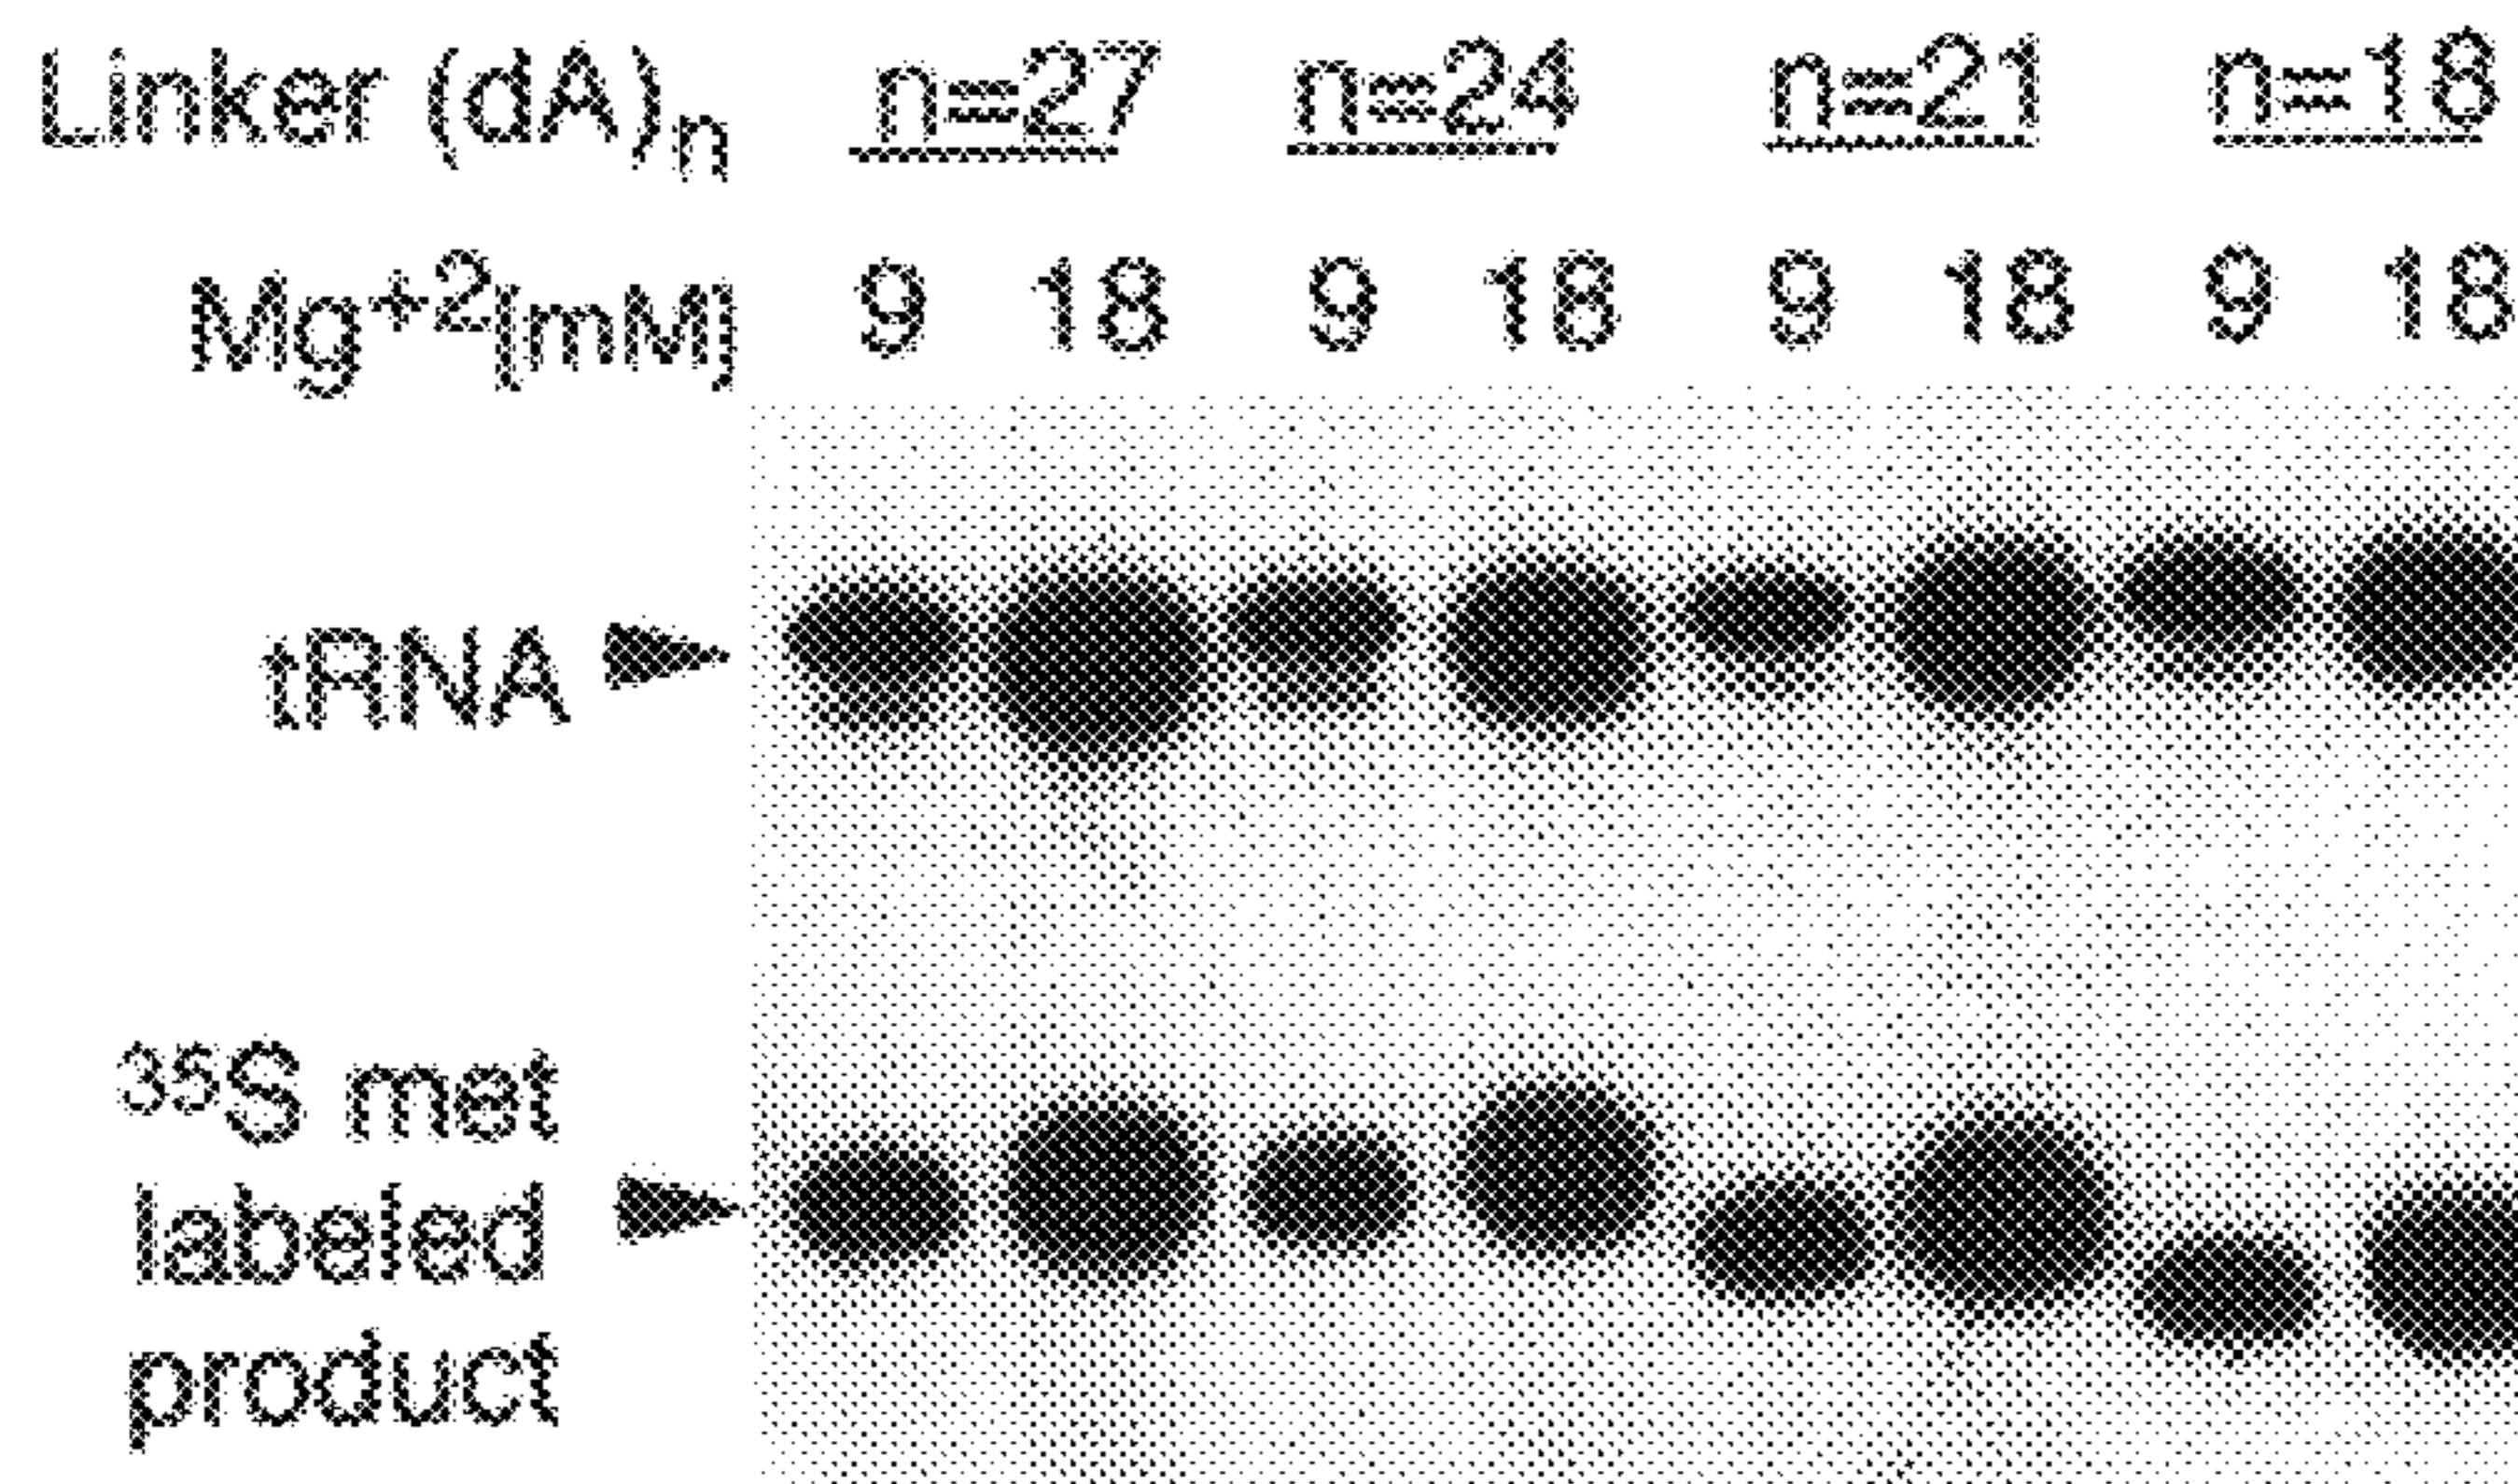 Linker (dA)n n=27 n=24 n=21 n=18
Mg+2[mM] 9 18 9 18 9 18 9 18
tRNA
35S met
labeled
product